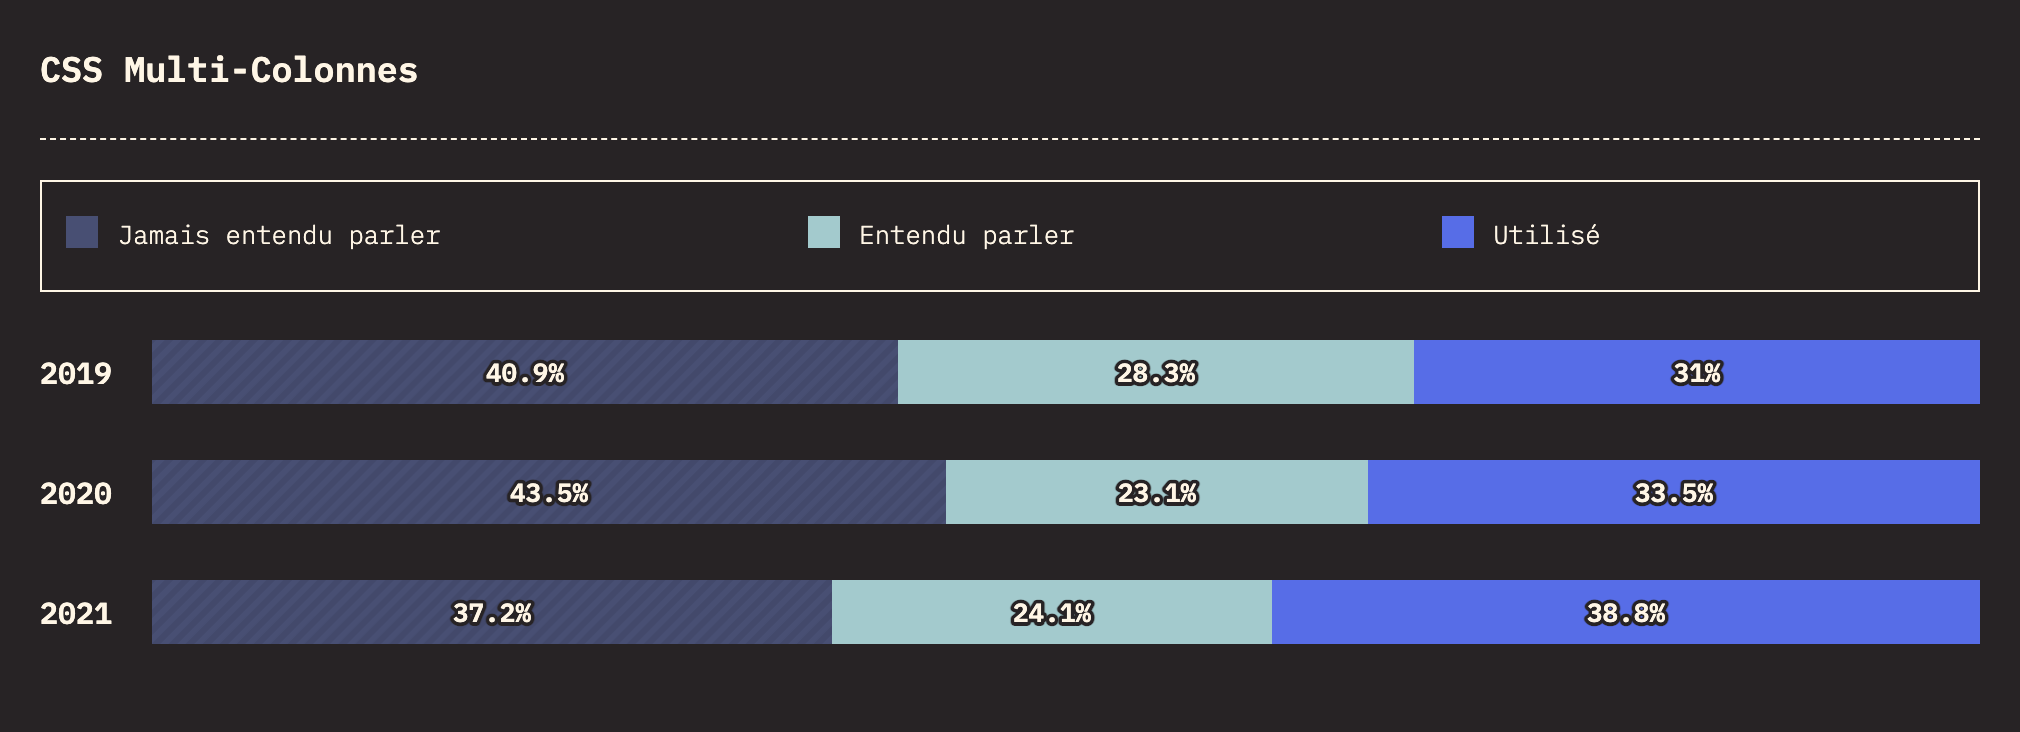 CSS Multi-Colonnes
Jamais entendu parler Entendu parler Utilisé
2019 40.9% 28.3% 31%
2020 43.5% 23.1% 33.5%
2021 37.2% 24.1% 38.8%